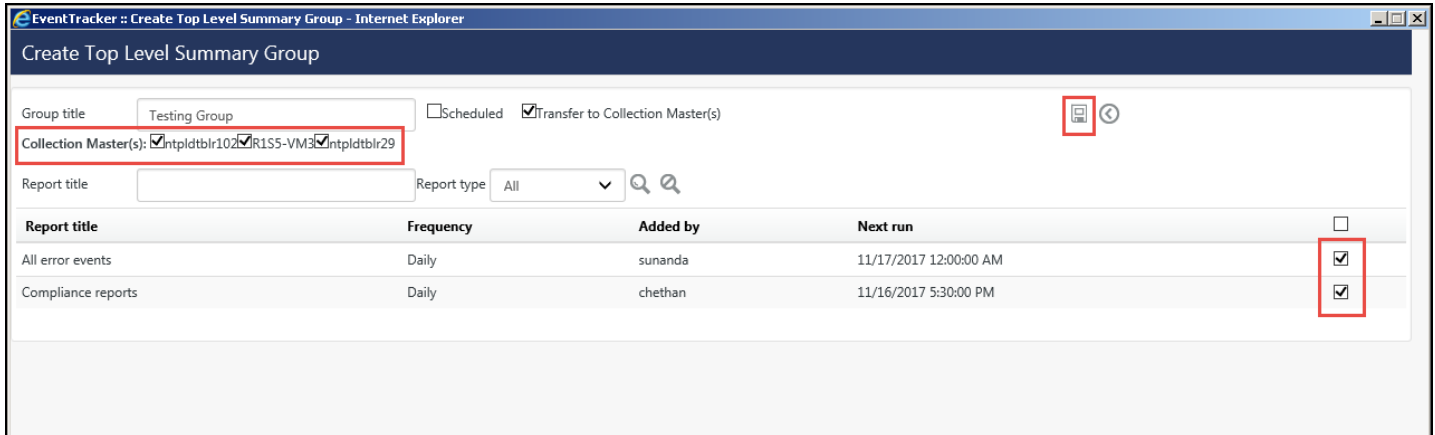 EventTracker :: Create Top Level Summary Group - Internet Explorer
Create Top Level Summary Group
Group title Testing Group Scheduled Transfer to Collection Master(s)
Collection Master(s): ntpldtblr102 R1S5-VM3 ntpldtblr29
Report title Report type All
Report title Frequency Added by Next run
All error events Daily sunanda 11/17/2017 12:00:00 AM
Compliance reports Daily chethan 11/16/2017 5:30:00 PM